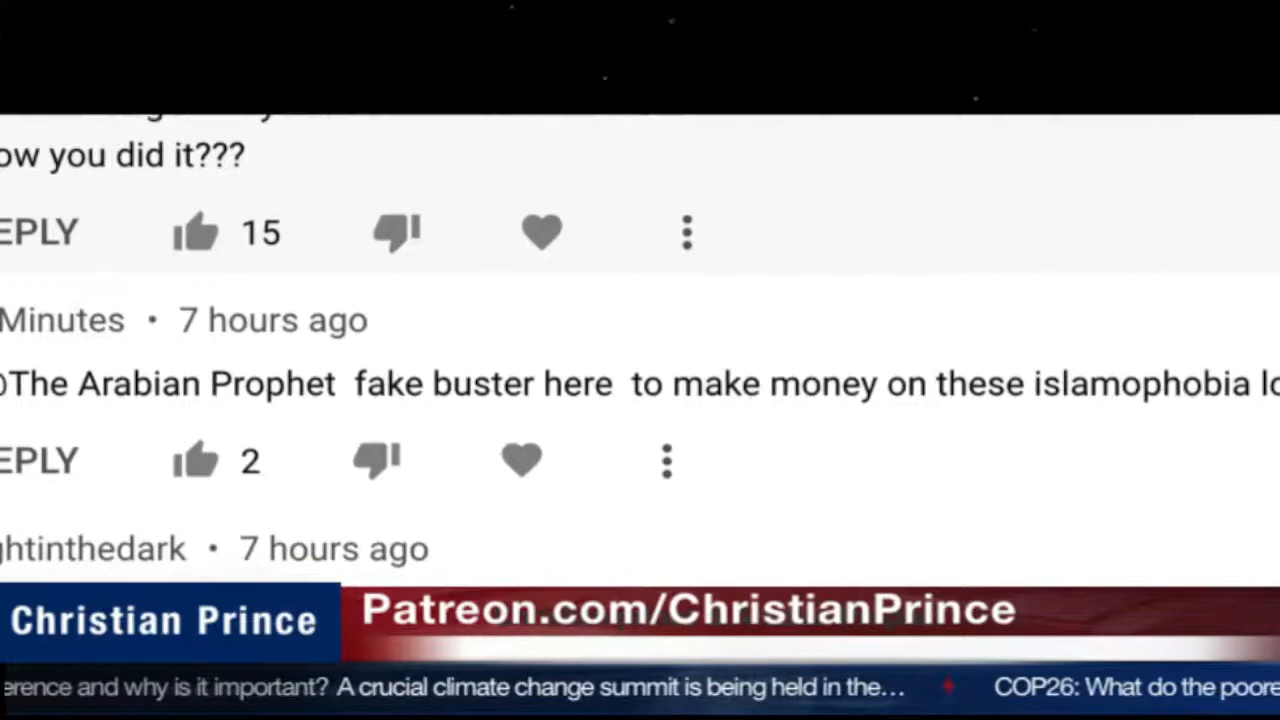 ow you did it???
EPLY 15
Minutes • 7 hours ago
The Arabian Prophet fake buster here to make money on these islamophobia lo
EPLY 2
ghtinthedark • 7 hours ago
Christian Prince
Patreon.com/ChristianPrince
erence and why is it important? A crucial climate change summit is being held in the... COP26: What do the poore